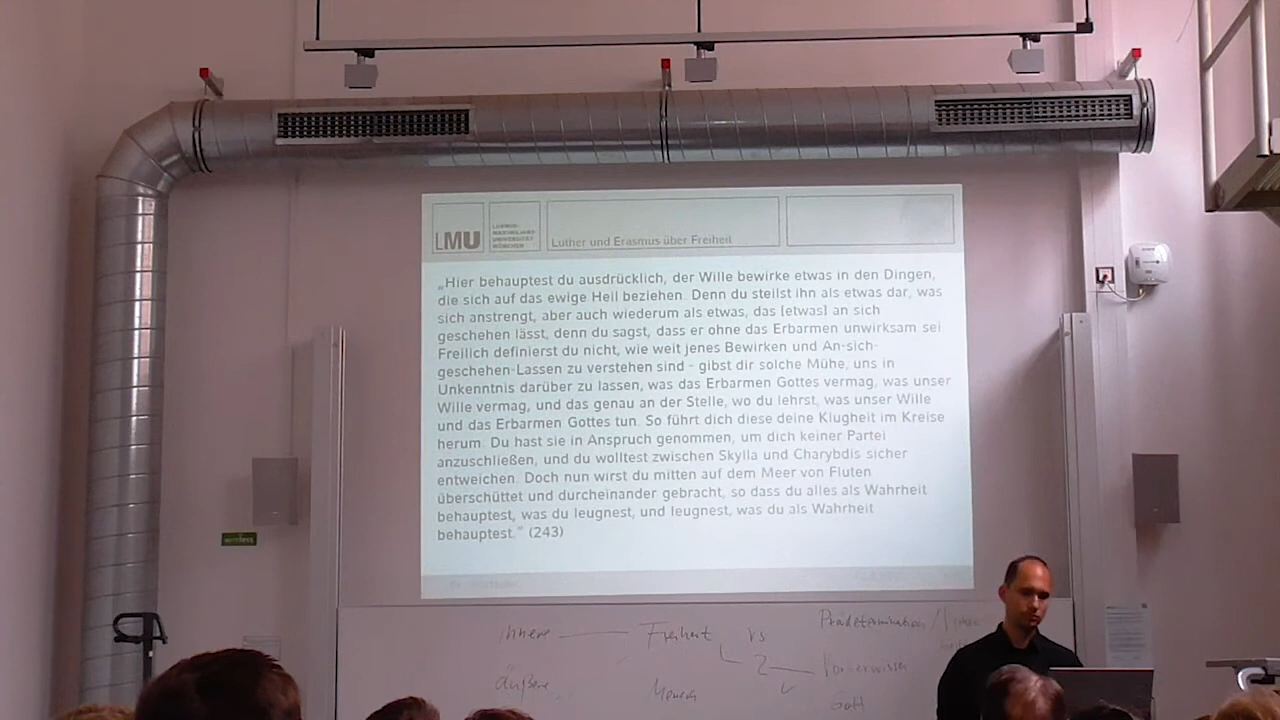 LMU
LUDWIG-
MAXIMILIANS-
UNIVERSITÄT
MÜNCHEN
Luther und Erasmus über Freiheit
„Hier behauptest du ausdrücklich, der Wille bewirke etwas in den Dingen,
die sich auf das ewige Heil beziehen. Denn du stellst ihn als etwas dar, was
sich anstrengt, aber auch wiederum als etwas, das [etwas] an sich
geschehen lässt, denn du sagst, dass er ohne das Erbarmen unwirksam sei
Freilich definierst du nicht, wie weit jenes Bewirken und An-sich-
geschehen-Lassen zu verstehen sind - gibst dir solche Mühe, uns in
Unkenntnis darüber zu lassen, was das Erbarmen Gottes vermag, was unser
Wille vermag, und das genau an der Stelle, wo du lehrst, was unser Wille
und das Erbarmen Gottes tun. So führt dich diese deine Klugheit im Kreise
herum. Du hast sie in Anspruch genommen, um dich keiner Partei
anzuschließen, und du wolltest zwischen Skylla und Charybdis sicher
entweichen. Doch nun wirst du mitten auf dem Meer von Fluten
überschüttet und durcheinander gebracht, so dass du alles als Wahrheit
behauptest, was du leugnest, und leugnest, was du als Wahrheit
behauptest.“ (243)
innere Freiheit vs Prädetermination /
äußere Mensch Gott